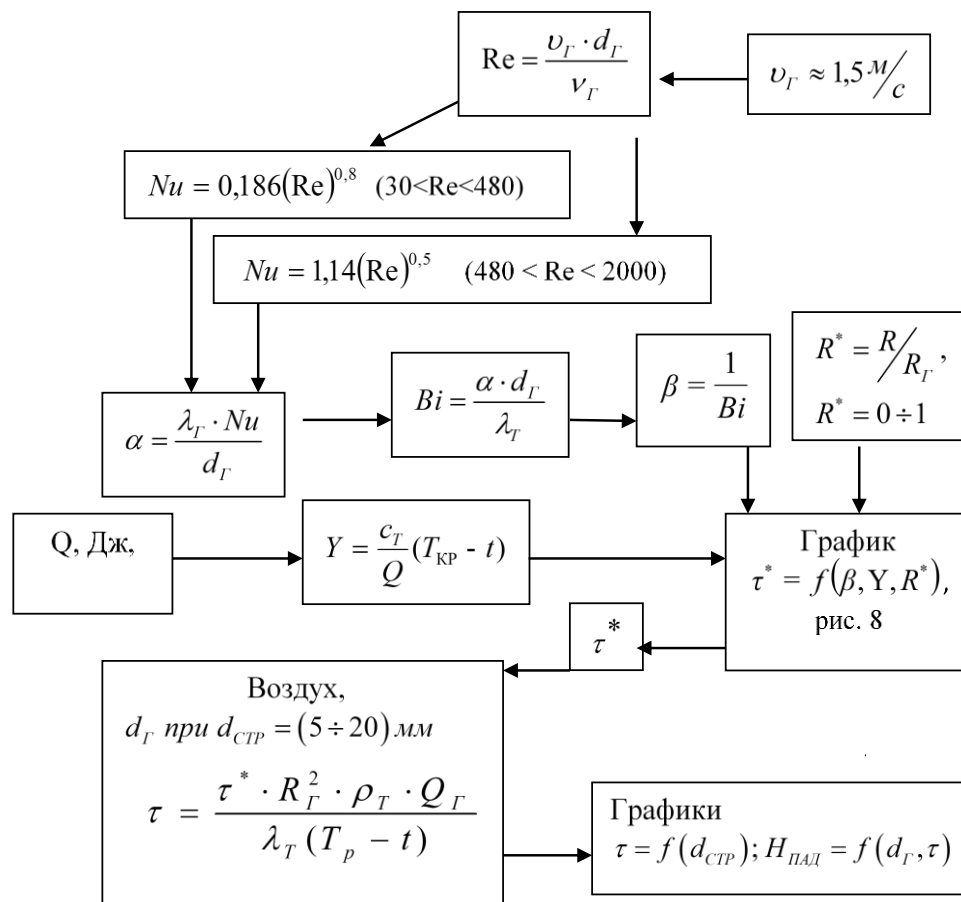 Re = υ_Г · d_Г / ν_Г
υ_Г ≈ 1,5 м/с
Nu = 0,186(Re)^0,8 (30<Re<480)
Nu = 1,14(Re)^0,5 (480 < Re < 2000)
α = λ_Г · Nu / d_Г
Bi = α · d_Г / λ_Т
β = 1 / Bi
R* = R/R_Г ,
R* = 0 ÷ 1
Q, Дж,
Y = c_Т / Q (T_КР - t)
График
τ* = f(β, Y, R*),
рис. 8
τ*
Воздух,
d_Г при d_СТР = (5 ÷ 20) мм
τ = τ* · R_Г^2 · ρ_Т · Q_Г / λ_Т (T_р − t)
Графики
τ = f(d_СТР); H_ПАД = f(d_Г, τ)